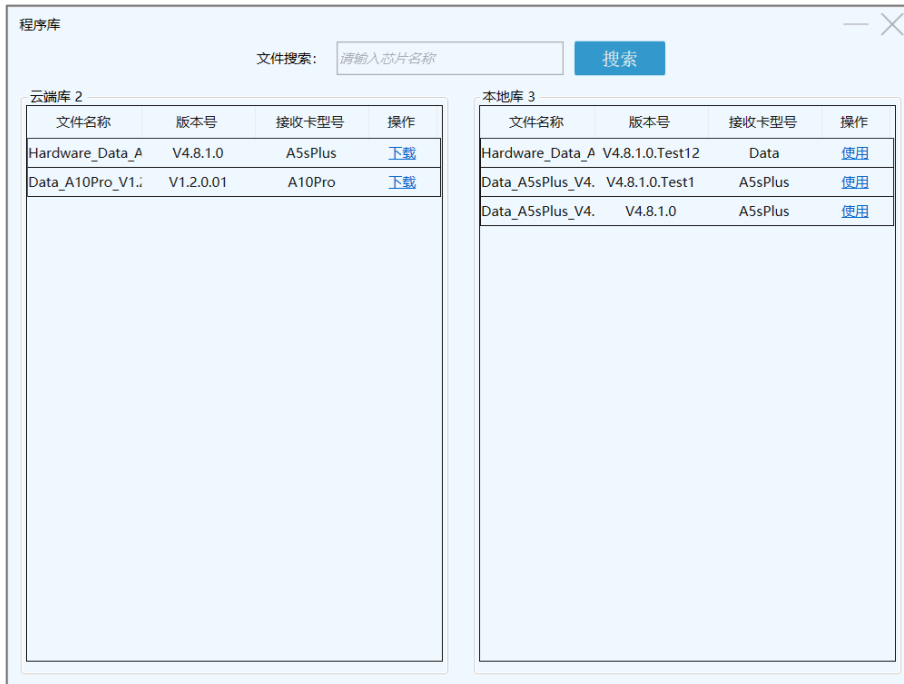 程序库
文件搜索： 请输入芯片名称 搜索
云端库 2
文件名称 版本号 接收卡型号 操作
Hardware_Data_A V4.8.1.0 A5sPlus 下载
Data_A10Pro_V1.2 V1.2.0.01 A10Pro 下载
本地库 3
文件名称 版本号 接收卡型号 操作
Hardware_Data_A V4.8.1.0.Test12 Data 使用
Data_A5sPlus_V4. V4.8.1.0.Test1 A5sPlus 使用
Data_A5sPlus_V4. V4.8.1.0 A5sPlus 使用